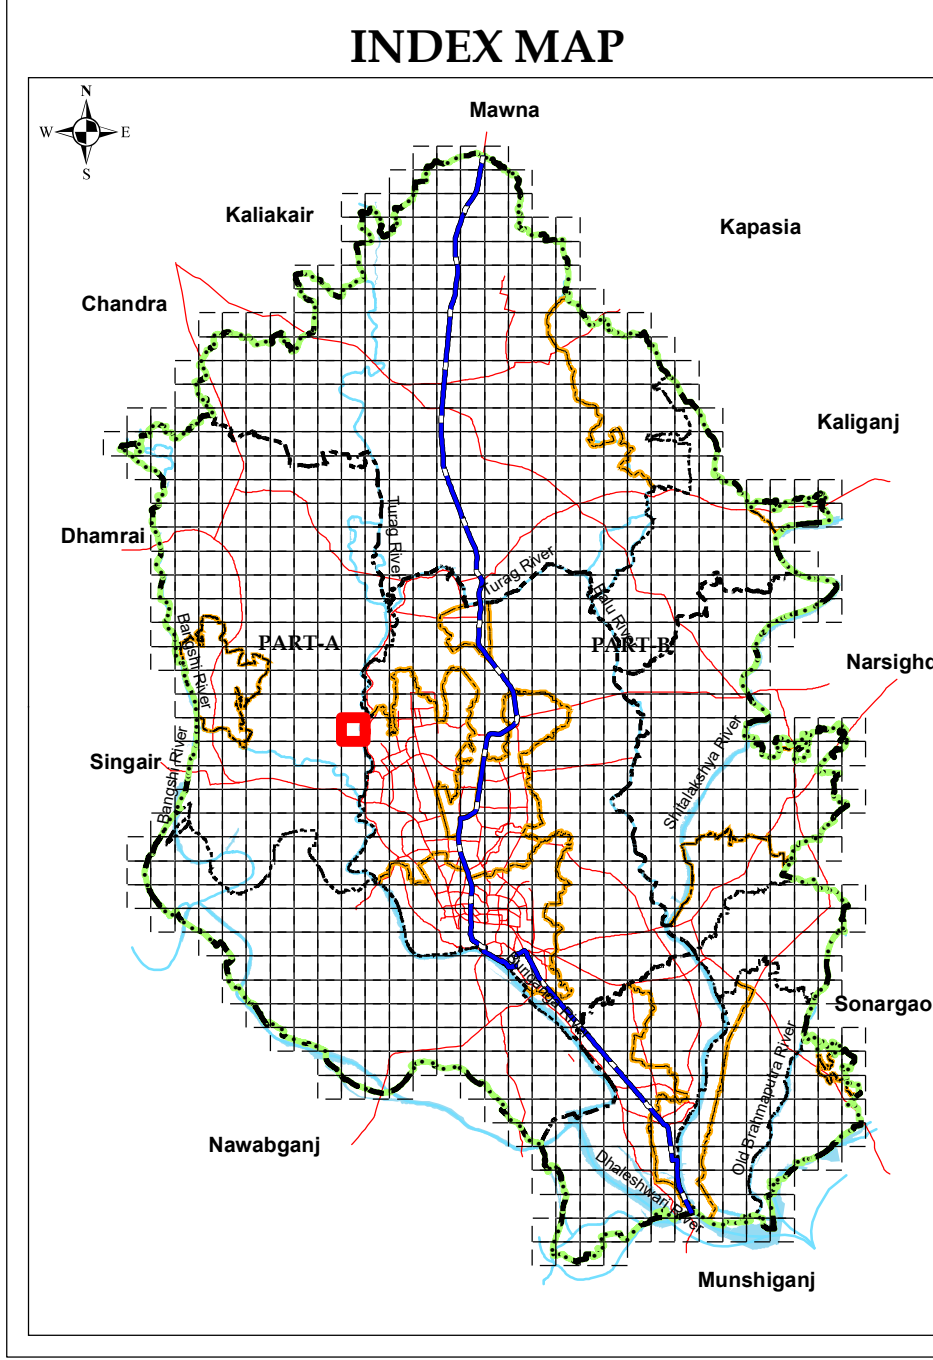 INDEX MAP
N
W E
S
Mawna
Kaliakair
Kapasia
Chandra
Kaliganj
Dhamrai
Turag River
Turag River
Balu River
Bangshi River
PART-A
PART-B
Narsighd
Shitalakshya River
Singair
Bangshi River
Buriganga River
Sonargao
Old Brahmaputra River
Nawabganj
Dhaleshwari River
Munshiganj